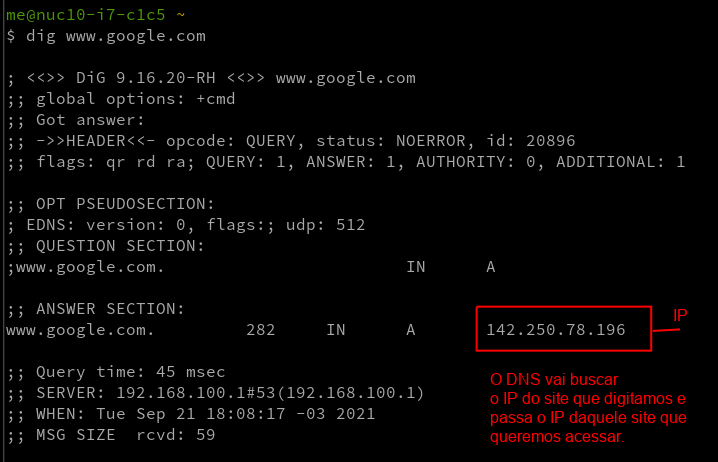 me@nuc10-i7-c1c5 ~
$ dig www.google.com
; <<>> DiG 9.16.20-RH <<>> www.google.com
;; global options: +cmd
;; Got answer:
;; ->>HEADER<<- opcode: QUERY, status: NOERROR, id: 20896
;; flags: qr rd ra; QUERY: 1, ANSWER: 1, AUTHORITY: 0, ADDITIONAL: 1
;; OPT PSEUDOSECTION:
; EDNS: version: 0, flags:; udp: 512
;; QUESTION SECTION:
;www.google.com. IN A
;; ANSWER SECTION:
www.google.com. 282 IN A 142.250.78.196
IP
;; Query time: 45 msec
;; SERVER: 192.168.100.1#53(192.168.100.1)
;; WHEN: Tue Sep 21 18:08:17 -03 2021
;; MSG SIZE rcvd: 59
O DNS vai buscar
o IP do site que digitamos e
passa o IP daquele site que
queremos acessar.